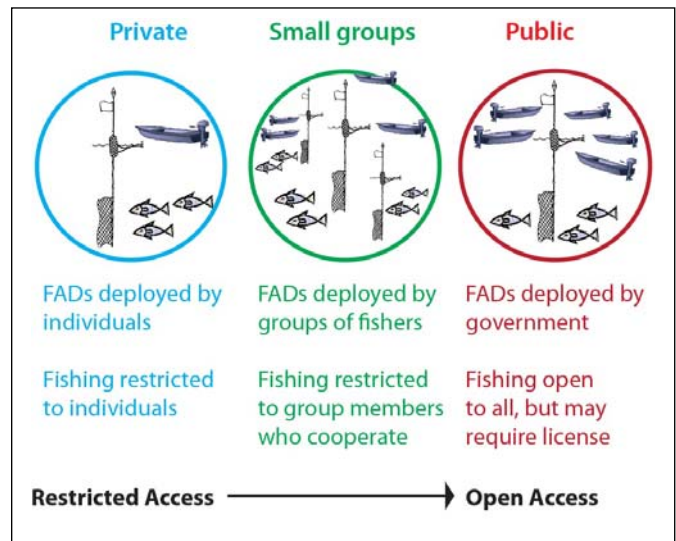 Private
Small groups
Public
FADs deployed by
individuals
FADs deployed by
groups of fishers
FADs deployed by
government
Fishing restricted
to individuals
Fishing restricted
to group members
who cooperate
Fishing open
to all, but may
require license
Restricted Access
Open Access